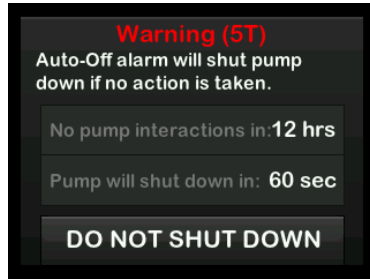 Warning (5T)
Auto-Off alarm will shut pump
down if no action is taken.
No pump interactions in:12 hrs
Pump will shut down in: 60 sec
DO NOT SHUT DOWN